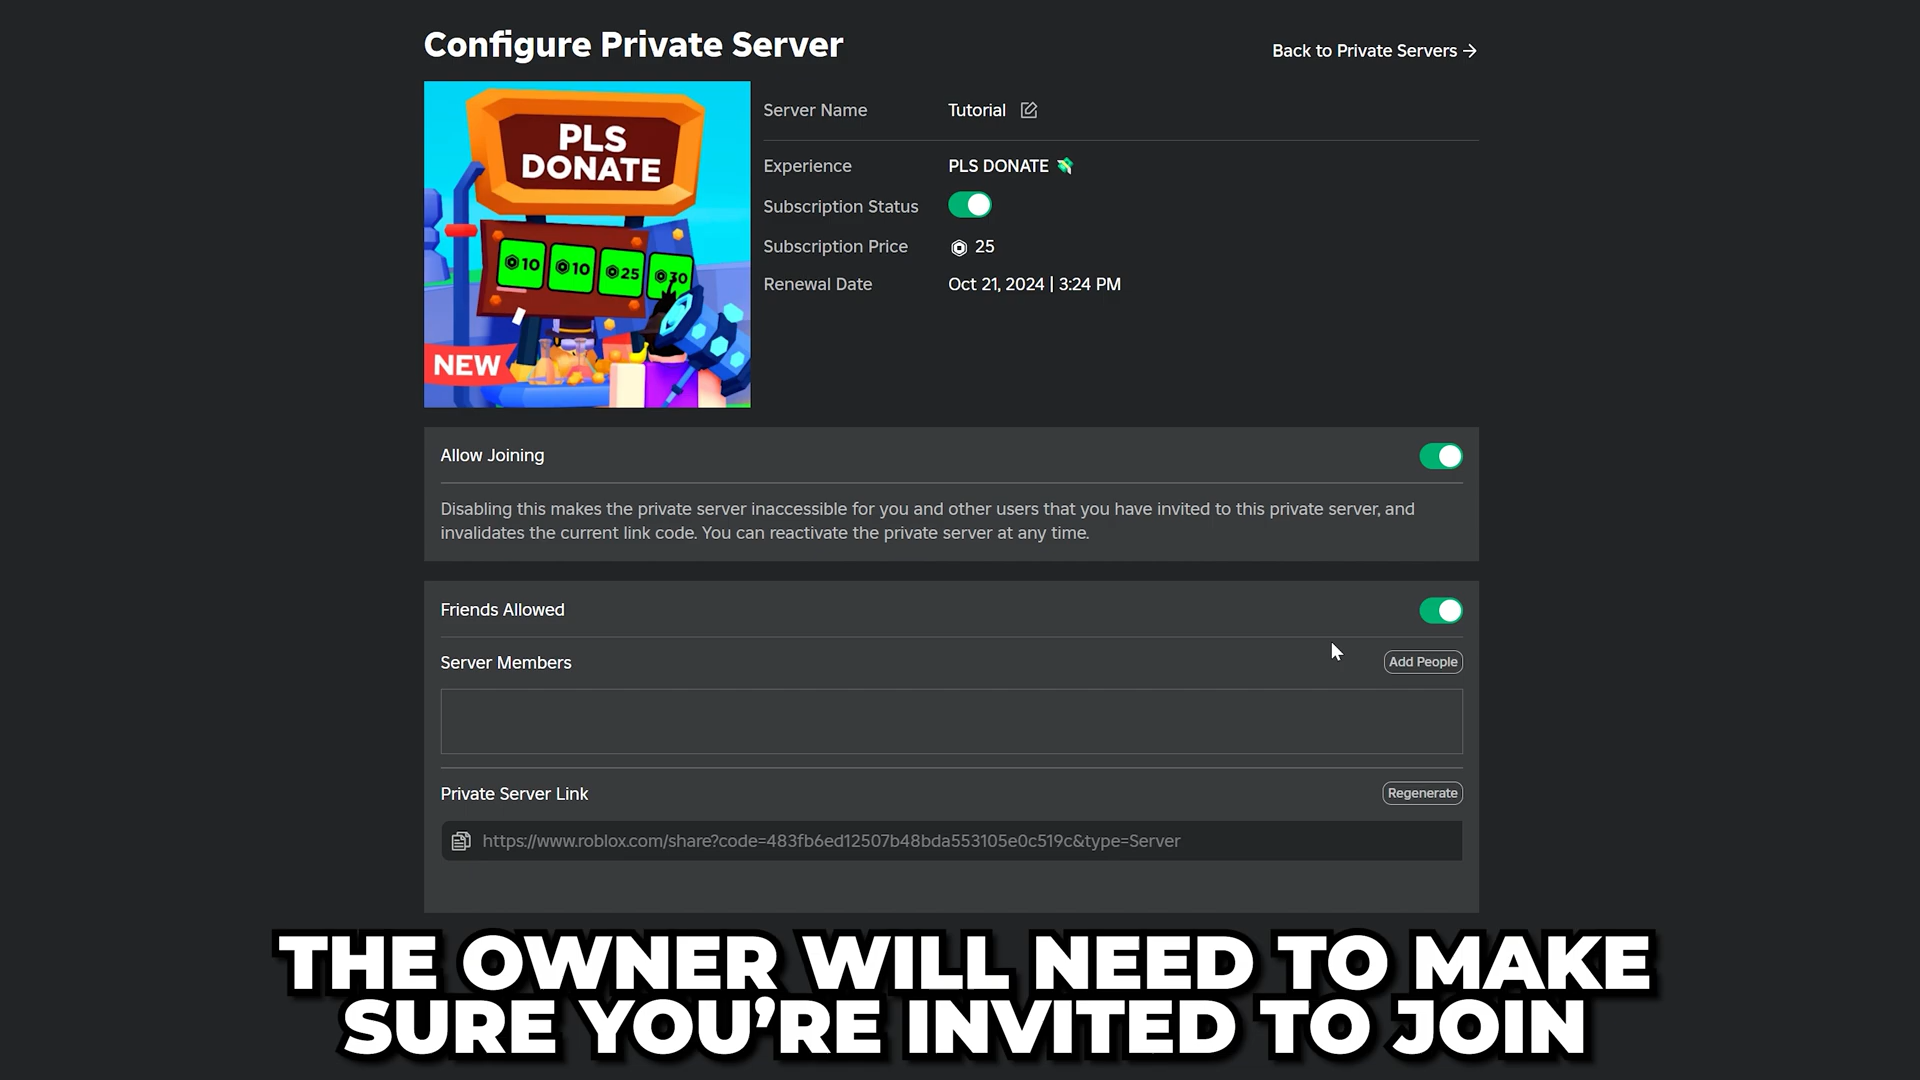 Configure Private Server
Back to Private Servers →
PLS
DONATE
10
10
25
30
NEW
Server Name
Tutorial
Experience
PLS DONATE 💸
Subscription Status
Subscription Price
25
Renewal Date
Oct 21, 2024 | 3:24 PM
Allow Joining
Disabling this makes the private server inaccessible for you and other users that you have invited to this private server, and
invalidates the current link code. You can reactivate the private server at any time.
Friends Allowed
Server Members
Add People
Private Server Link
Regenerate
https://www.roblox.com/share?code=483fb6ed12507b48bda553105e0c519c&type=Server
THE OWNER WILL NEED TO MAKE
SURE YOU'RE INVITED TO JOIN